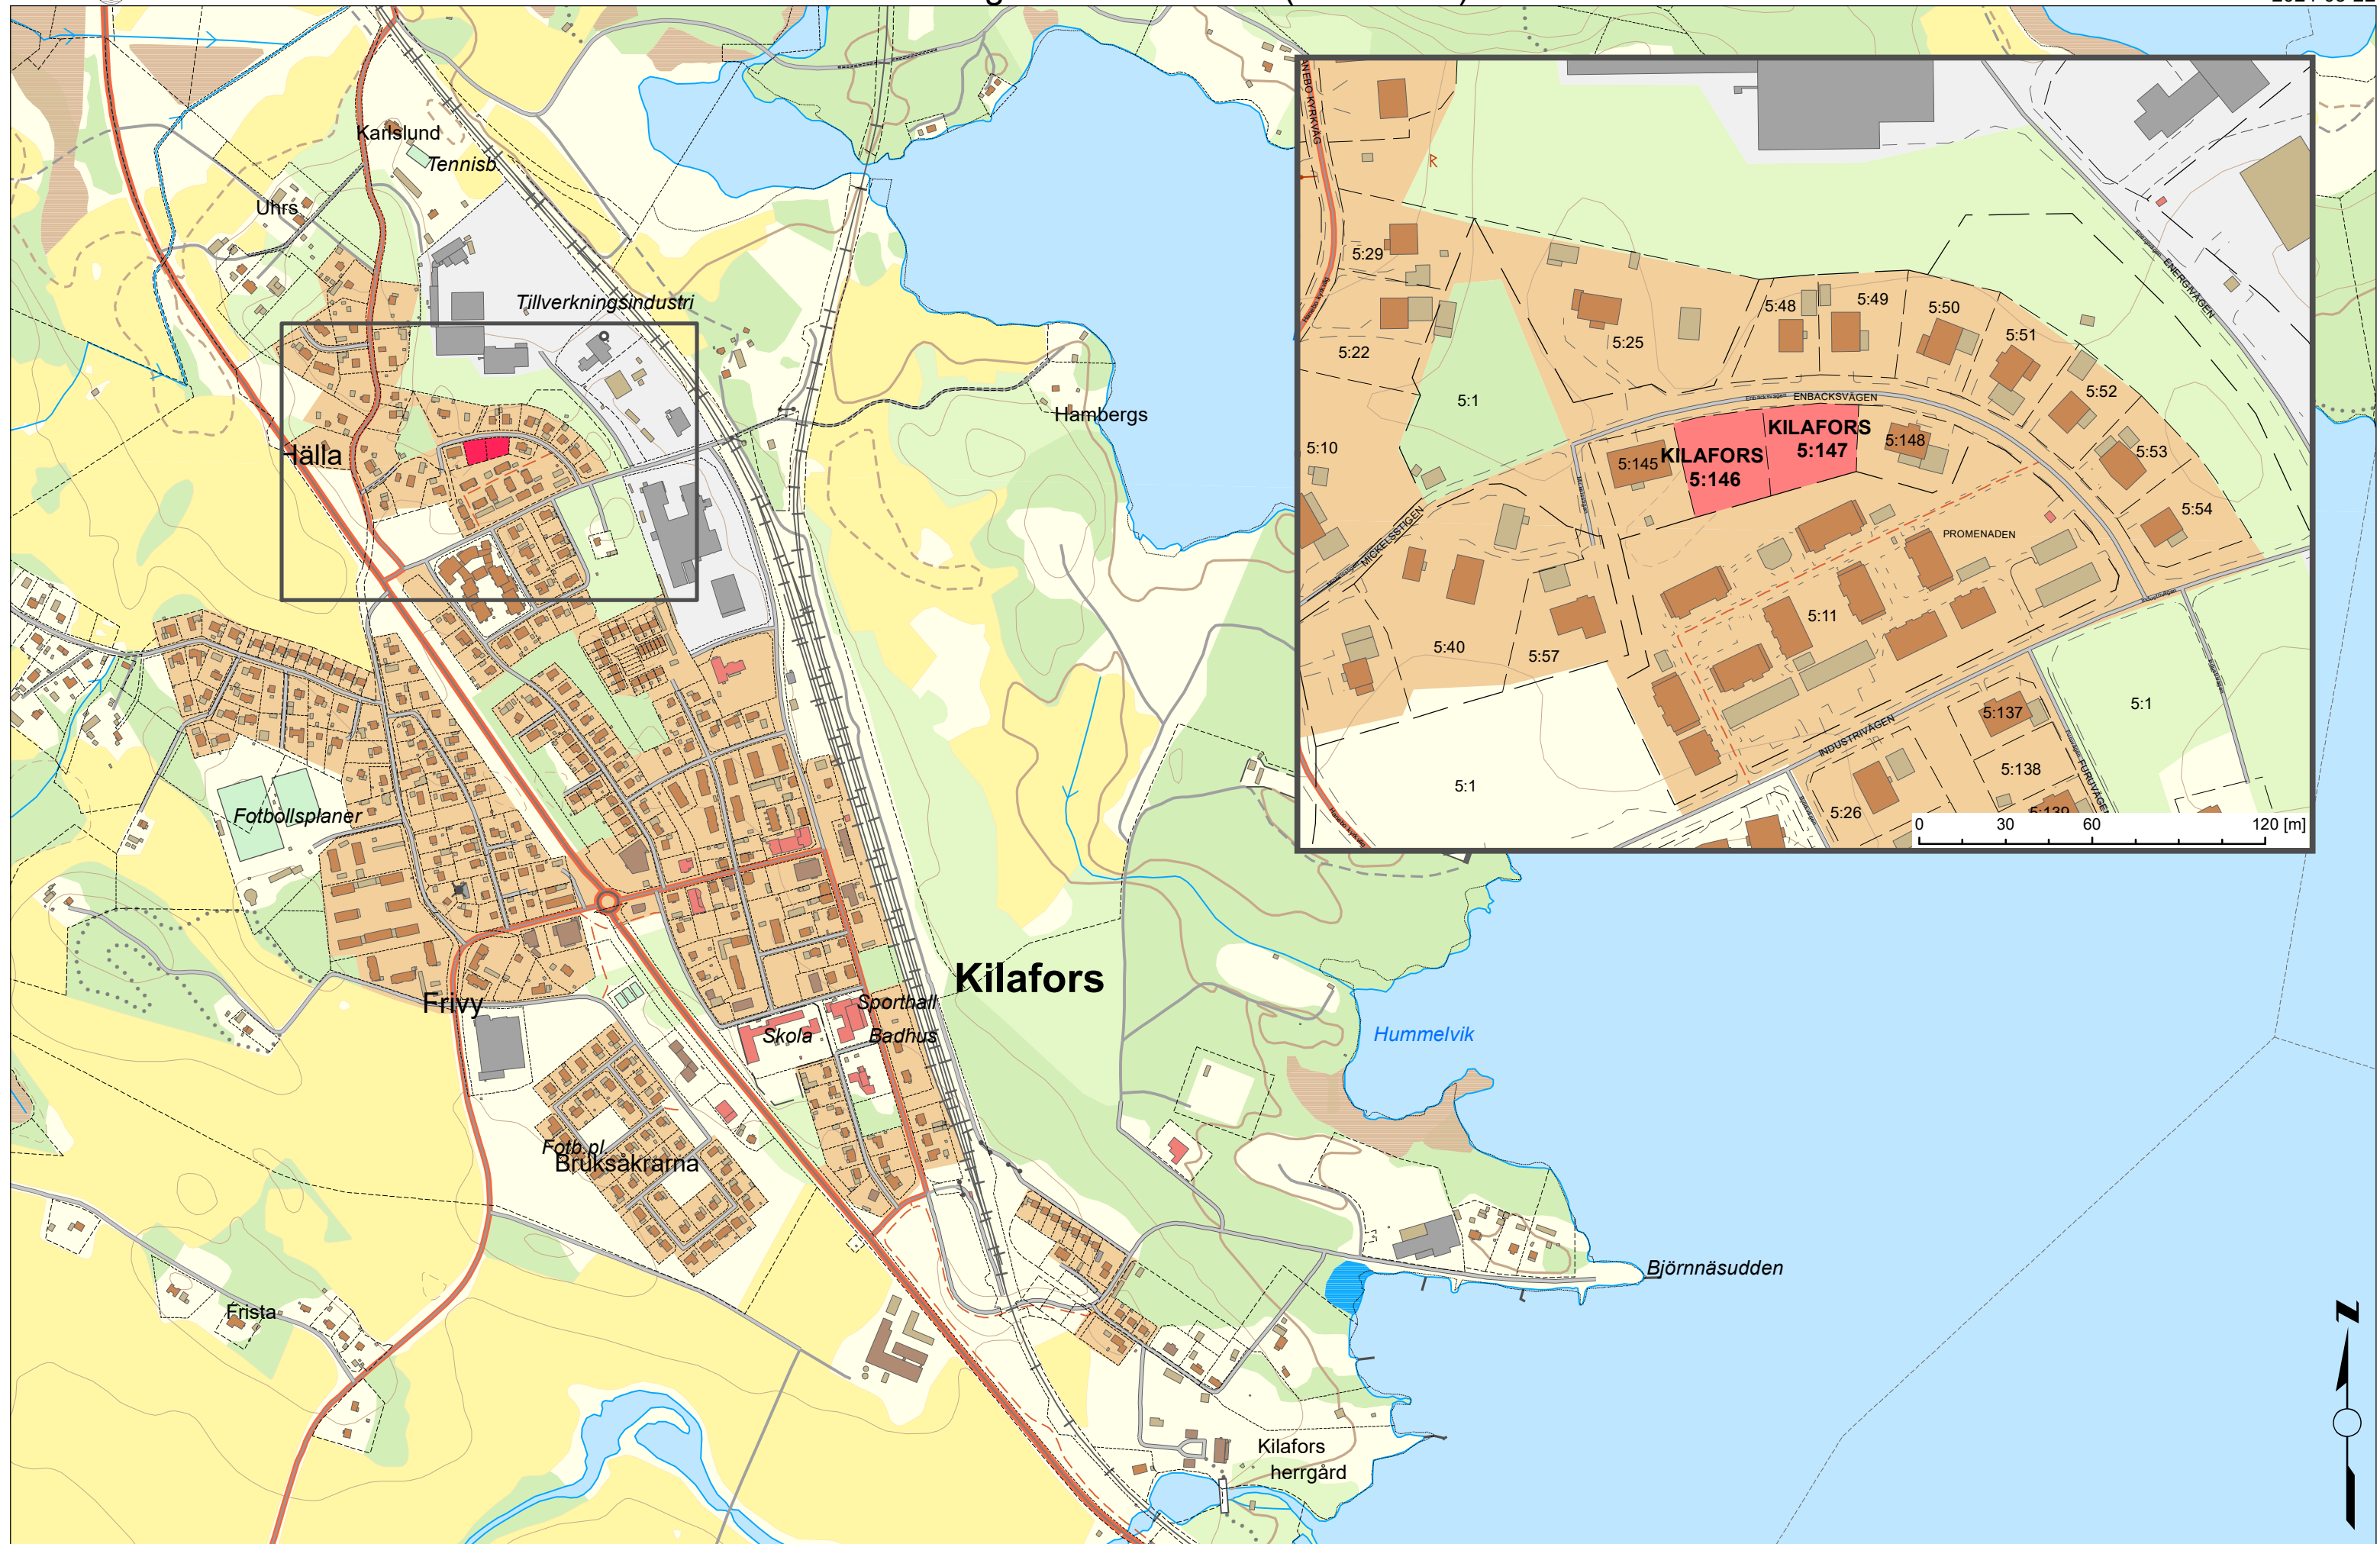 Karlslund
Tennisb.
Uhrs
Tillverkningsindustri
Hälla
Hambergs
Fotbollsplaner
Kilafors
Frivy
Sporthall
Skola
Badhus
Hummelvik
Fotb.pl
Bruksåkrarna
Björnnäsudden
Frista
Kilafors
herrgård
N
ENERGIVÄGEN
5:29
5:48
5:49
5:50
5:51
5:25
5:22
5:52
5:1
ENBACKSVÄGEN
KILAFORS
5:147
5:148
5:10
5:145
KILAFORS
5:146
5:53
5:54
MICKELSSTIGEN
PROMENADEN
5:11
5:40
5:57
5:1
5:137
INDUSTRIVÄGEN
5:138
5:1
5:26
5:139
0 30 60 120 [m]